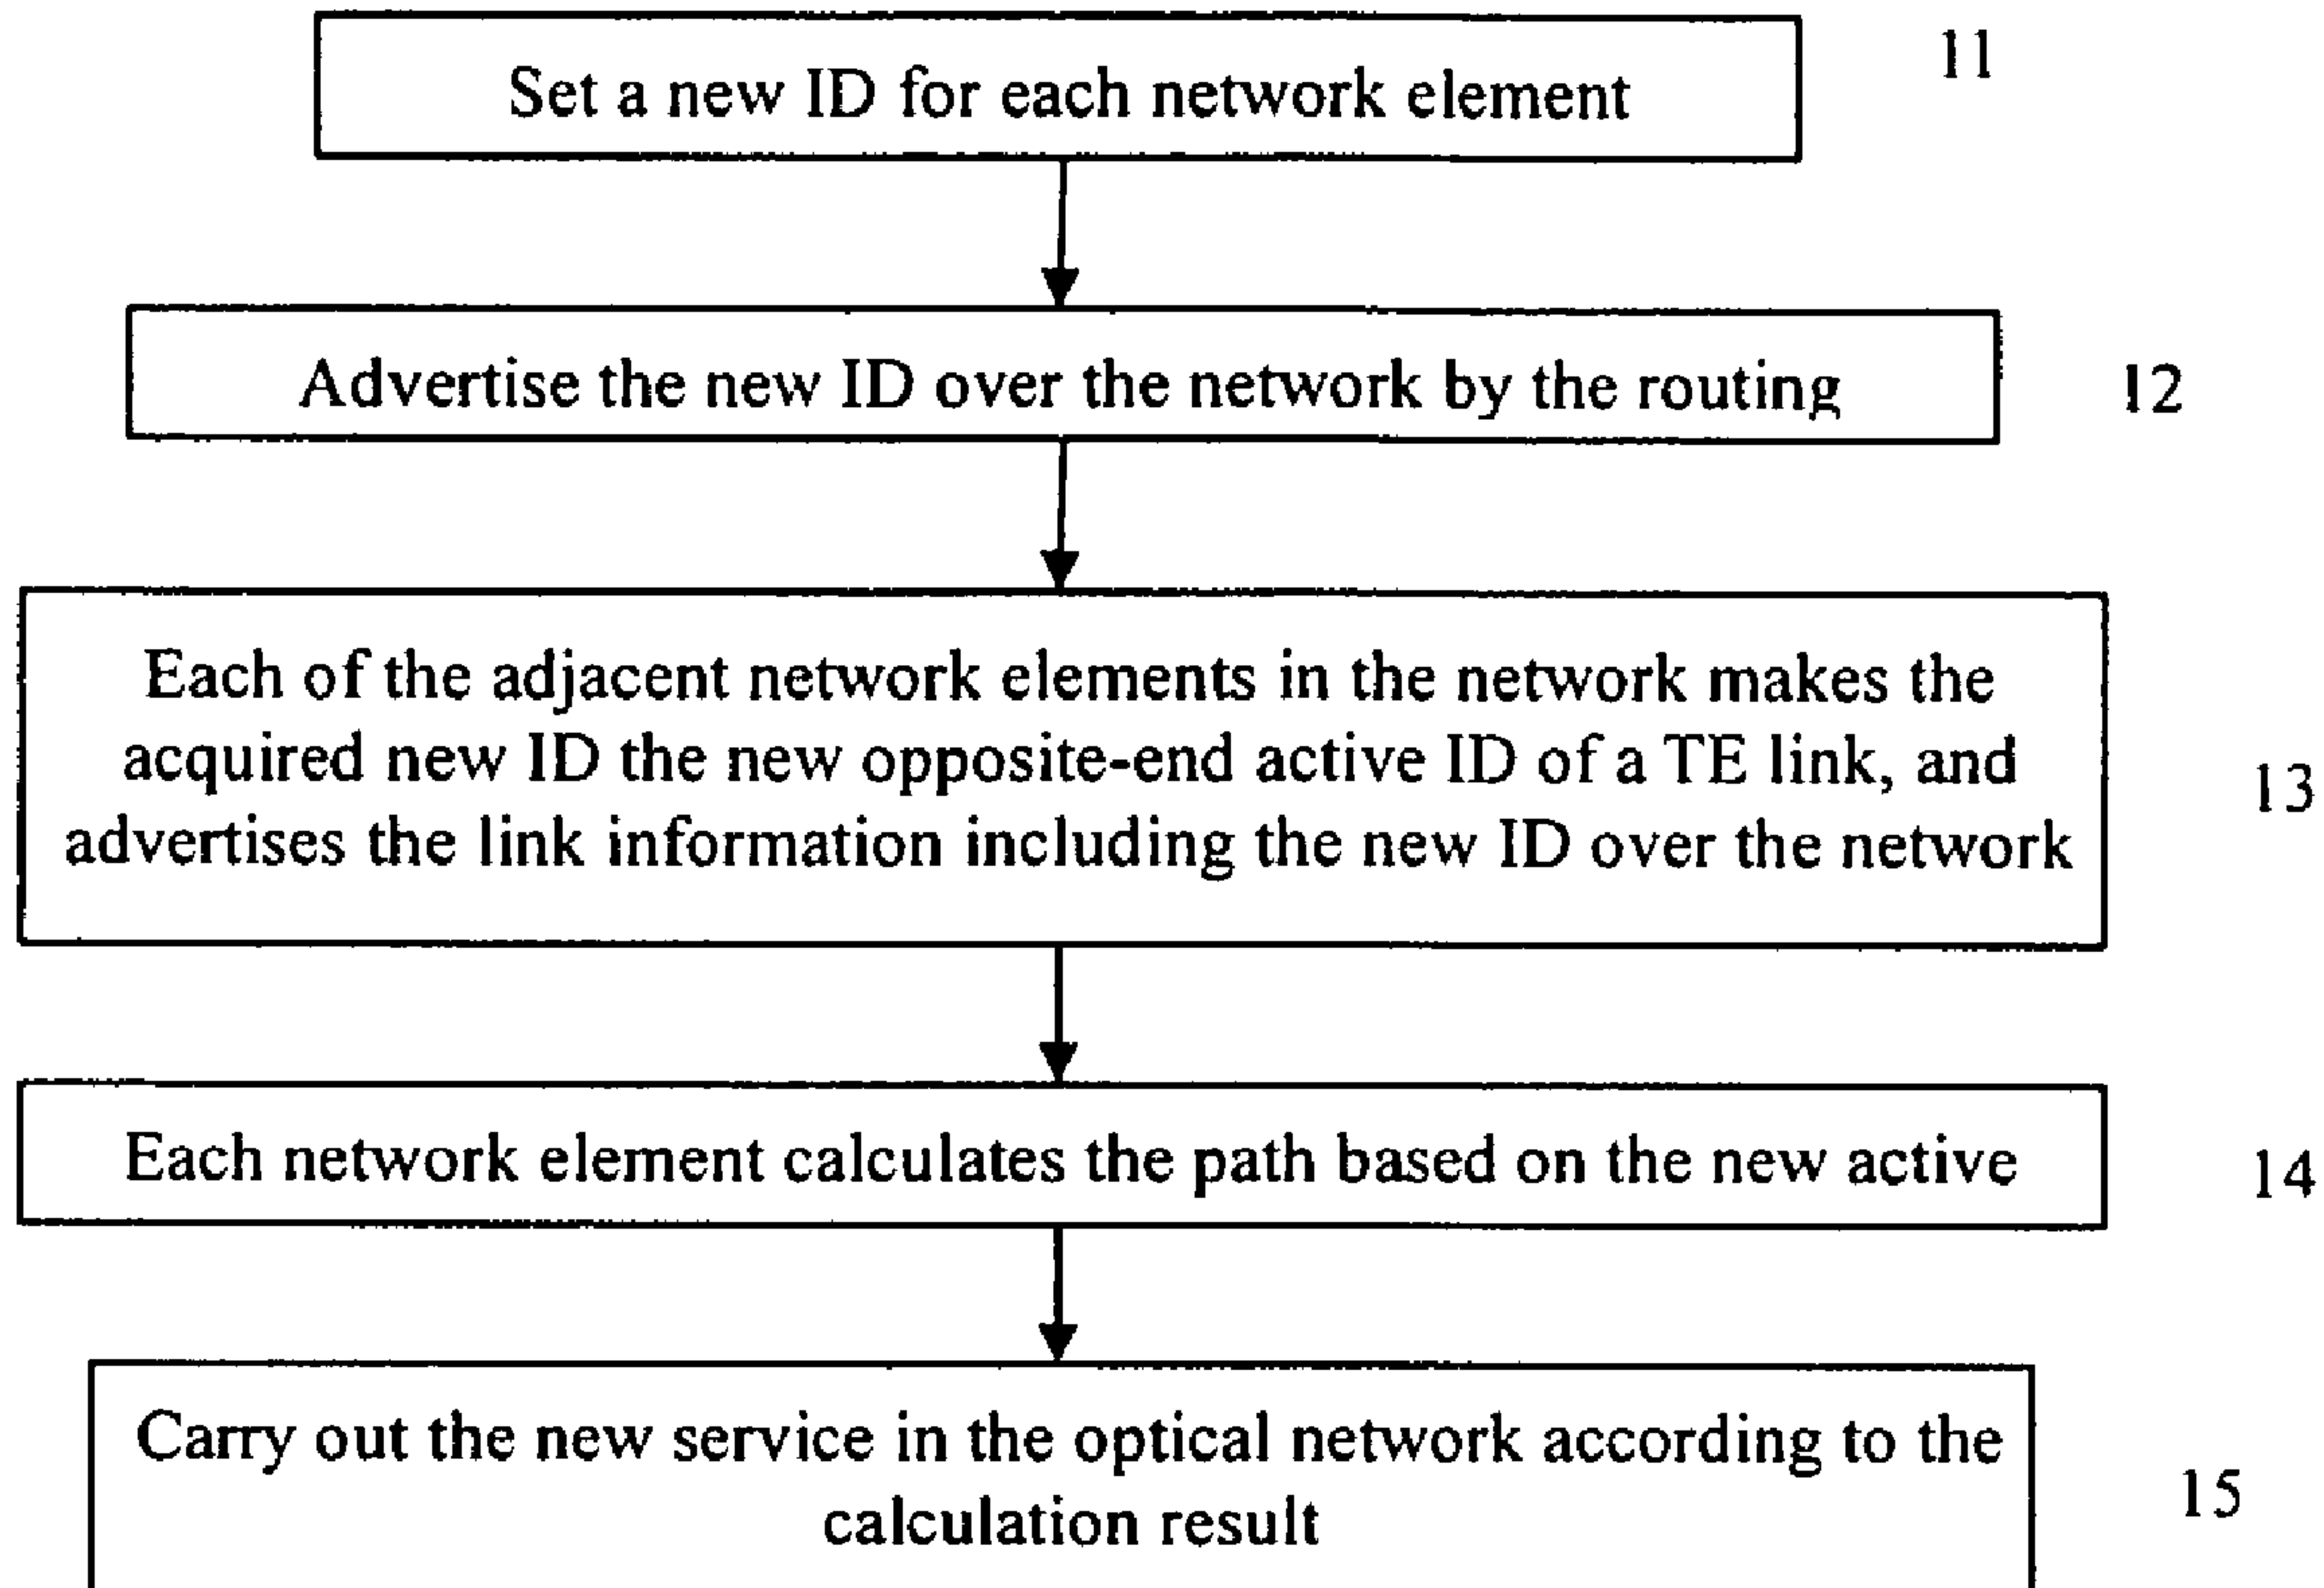 Set a new ID for each network element
11
Advertise the new ID over the network by the routing
12
Each of the adjacent network elements in the network makes the
acquired new ID the new opposite-end active ID of a TE link, and
advertises the link information including the new ID over the network
13
Each network element calculates the path based on the new active
14
Carry out the new service in the optical network according to the
calculation result
15